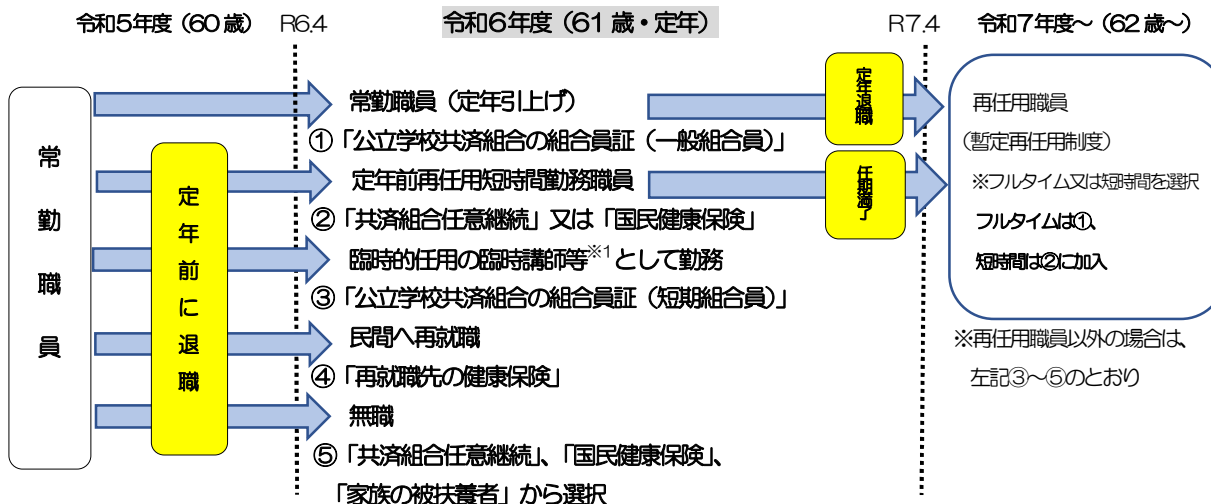 令和5年度（60歳） R6.4 令和6年度（61歳・定年） R7.4 令和7年度～（62歳～）
常勤職員
定年前に退職
常勤職員（定年引上げ）
①「公立学校共済組合の組合員証（一般組合員）」
定年前再任用短時間勤務職員
②「共済組合任意継続」又は「国民健康保険」
臨時的任用の臨時講師等※1として勤務
③「公立学校共済組合の組合員証（短期組合員）」
民間へ再就職
④「再就職先の健康保険」
無職
⑤「共済組合任意継続」、「国民健康保険」、
「家族の被扶養者」から選択
定年退職
任期満了
再任用職員
（暫定再任用制度）
※フルタイム又は短時間を選択
フルタイムは①、
短時間は②に加入
※再任用職員以外の場合は、
左記③～⑤のとおり